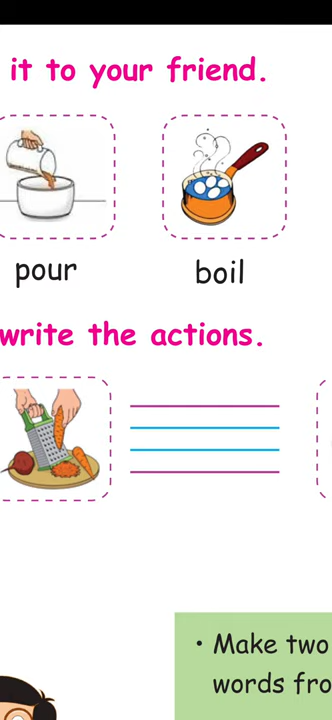 it to your friend.
pour
boil
write the actions.
• Make two
words fro